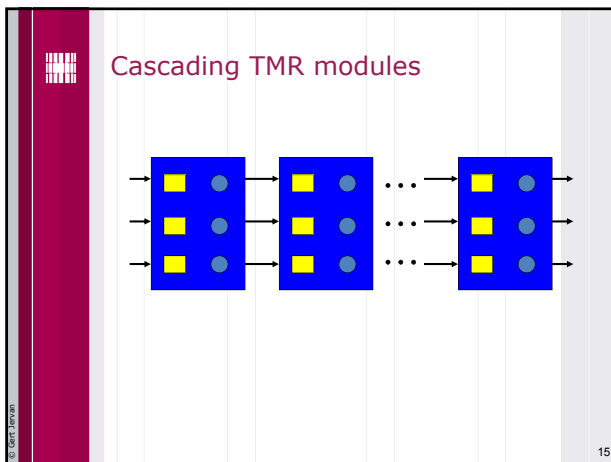 Cascading TMR modules
• • •
• • •
• • •
© Gert Jervan
15